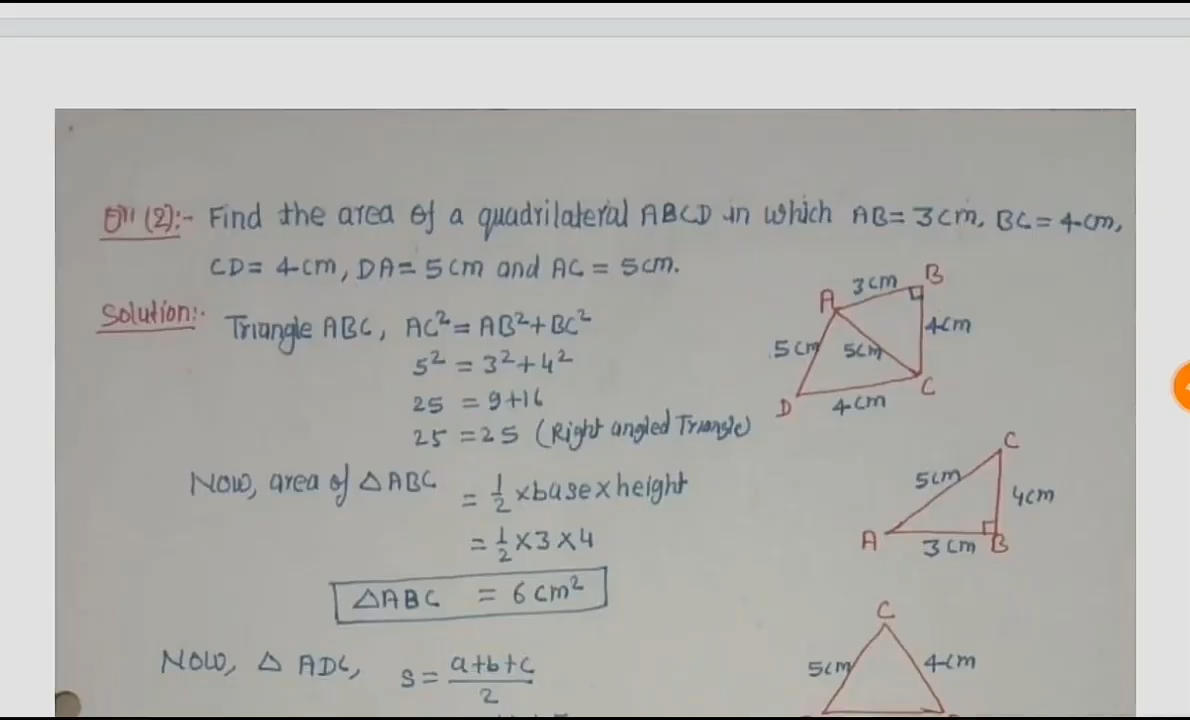 Qn (2):- Find the area of a quadrilateral ABCD in which AB = 3cm, BC = 4cm,
CD = 4cm, DA = 5cm and AC = 5cm.
Solution:-
Triangle ABC, AC² = AB² + BC²
5² = 3² + 4²
25 = 9+16
25 = 25 (Right angled Triangle)
A 3cm B
5cm 5cm 4cm
D 4cm C
Now, area of △ABC = 1/2 × base × height
= 1/2 × 3 × 4
△ABC = 6cm²
C
5cm 4cm
A 3cm B
Now, △ ADC, s = a+b+c/2
C
5cm 4cm